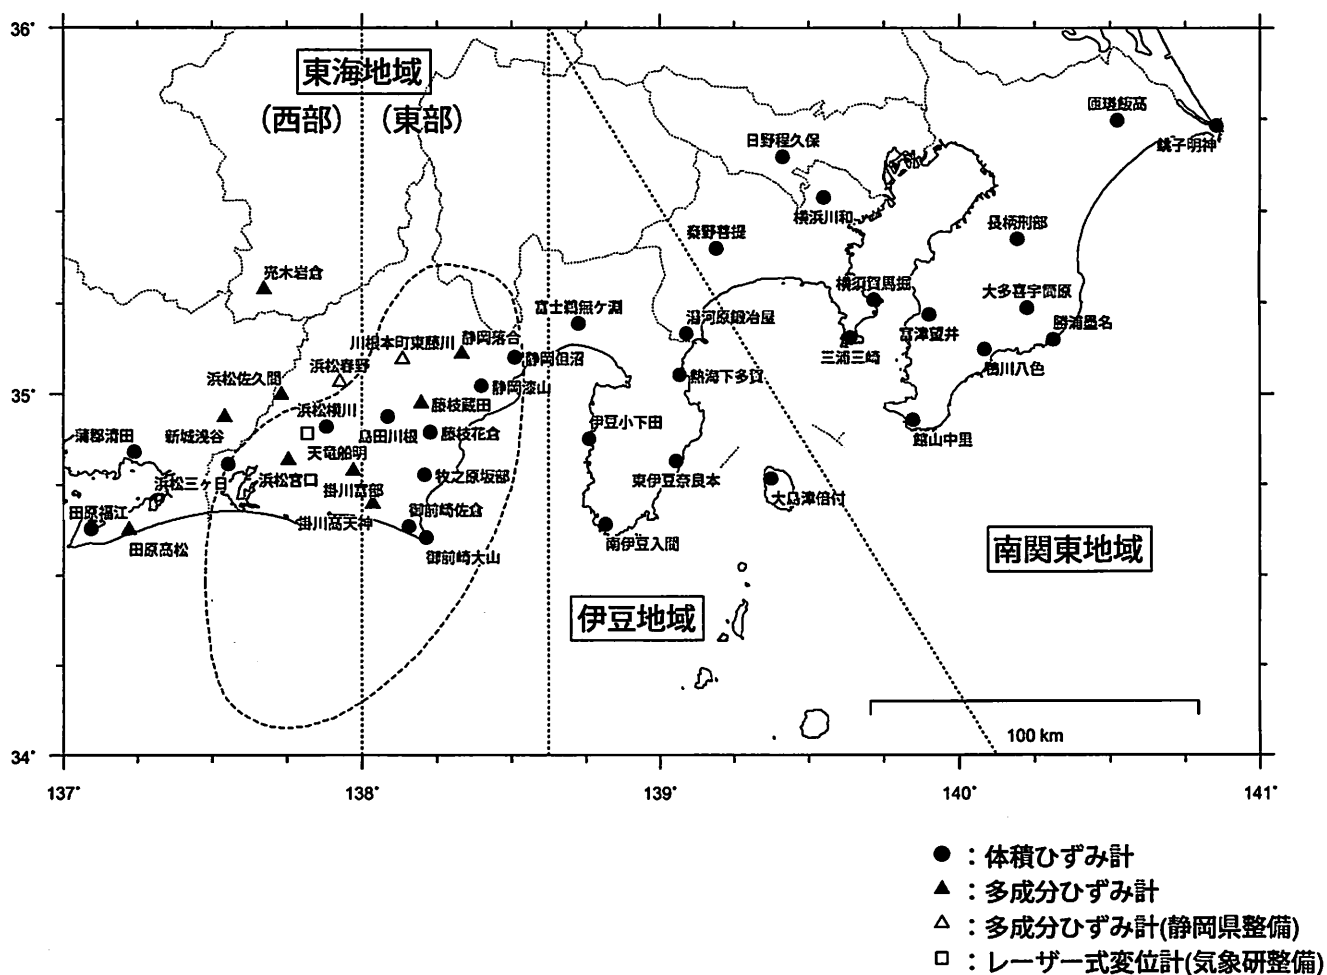 36°
東海地域
(西部)
(東部)
匝瑳飯高
銚子明神
日野程久保
横浜川和
長柄刑部
秦野菩提
売木岩倉
横須賀馬堀
大多喜宇筒原
富士鵜無ケ淵
湯河原鍛冶屋
富津望井
勝浦墨名
川根本町東藤川
静岡落合
三浦三崎
静岡但沼
鴨川八色
浜松春野
熱海下多賀
35°
浜松佐久間
静岡漆山
浜松横川
藤枝蔵田
館山中里
蒲郡清田
新城浅谷
島田川根
藤枝花倉
伊豆小下田
天竜船明
浜松三ケ日
浜松宮口
牧之原坂部
東伊豆奈良本
掛川富部
大島津倍付
田原福江
掛川高天神
御前崎佐倉
田原高松
御前崎大山
南伊豆入間
南関東地域
伊豆地域
100 km
34°
137°
138°
139°
140°
141°
● : 体積ひずみ計
▲ : 多成分ひずみ計
△ : 多成分ひずみ計(静岡県整備)
□ : レーザー式変位計(気象研整備)